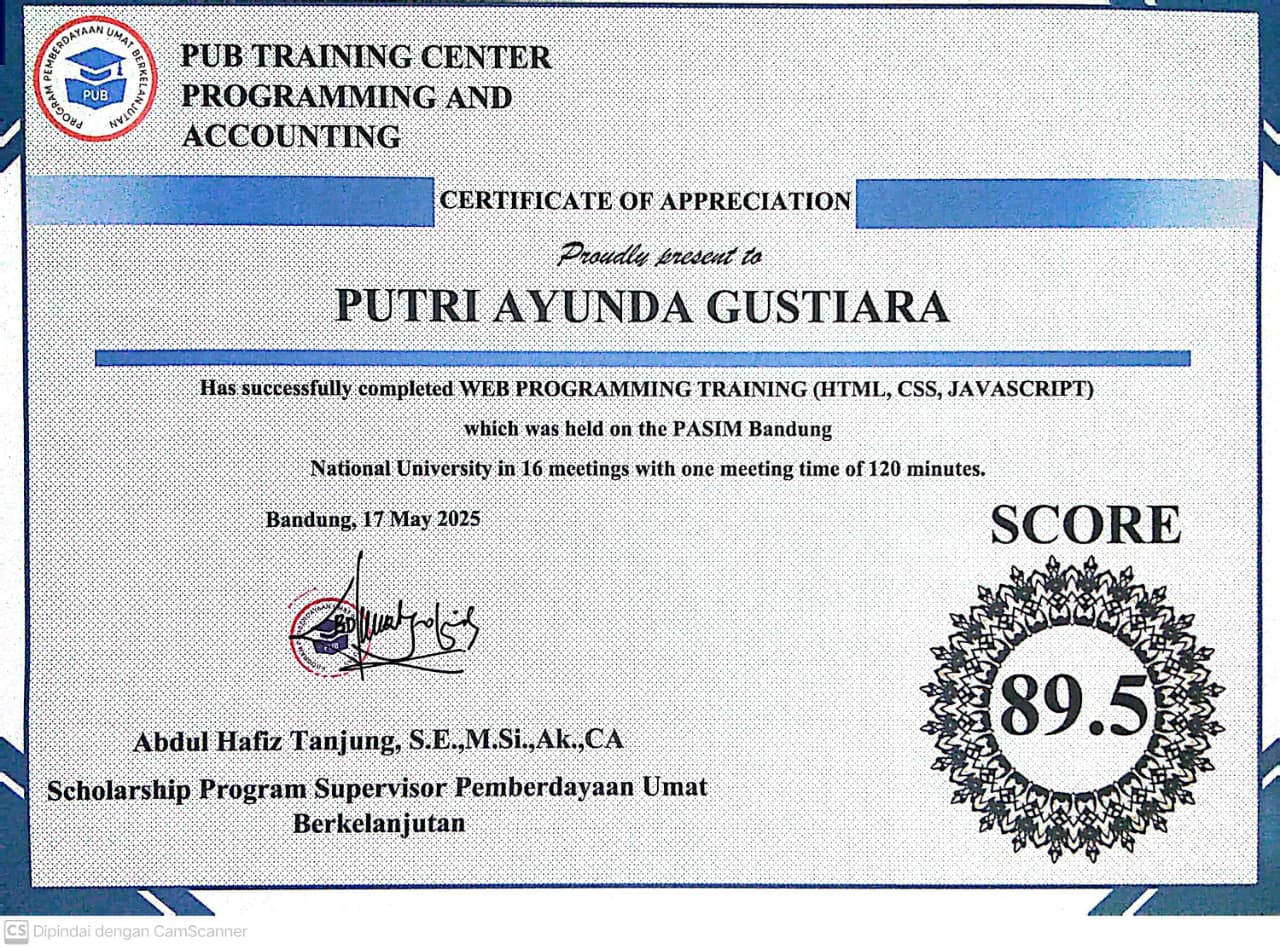 PROGRAM PEMBERDAYAAN UMAT BERKELANJUTAN
PUB
PUB TRAINING CENTER
PROGRAMMING AND
ACCOUNTING
CERTIFICATE OF APPRECIATION
Proudly present to
PUTRI AYUNDA GUSTIARA
Has successfully completed WEB PROGRAMMING TRAINING (HTML, CSS, JAVASCRIPT)
which was held on the PASIM Bandung
National University in 16 meetings with one meeting time of 120 minutes.
Bandung, 17 May 2025
SCORE
89.5
Abdul Hafiz Tanjung, S.E.,M.Si.,Ak.,CA
Scholarship Program Supervisor Pemberdayaan Umat
Berkelanjutan
CS Dipindai dengan CamScanner